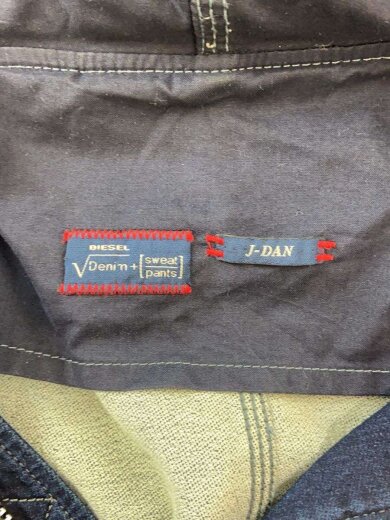 DIESEL
√Denim+[sweat
pants]
J-DAN